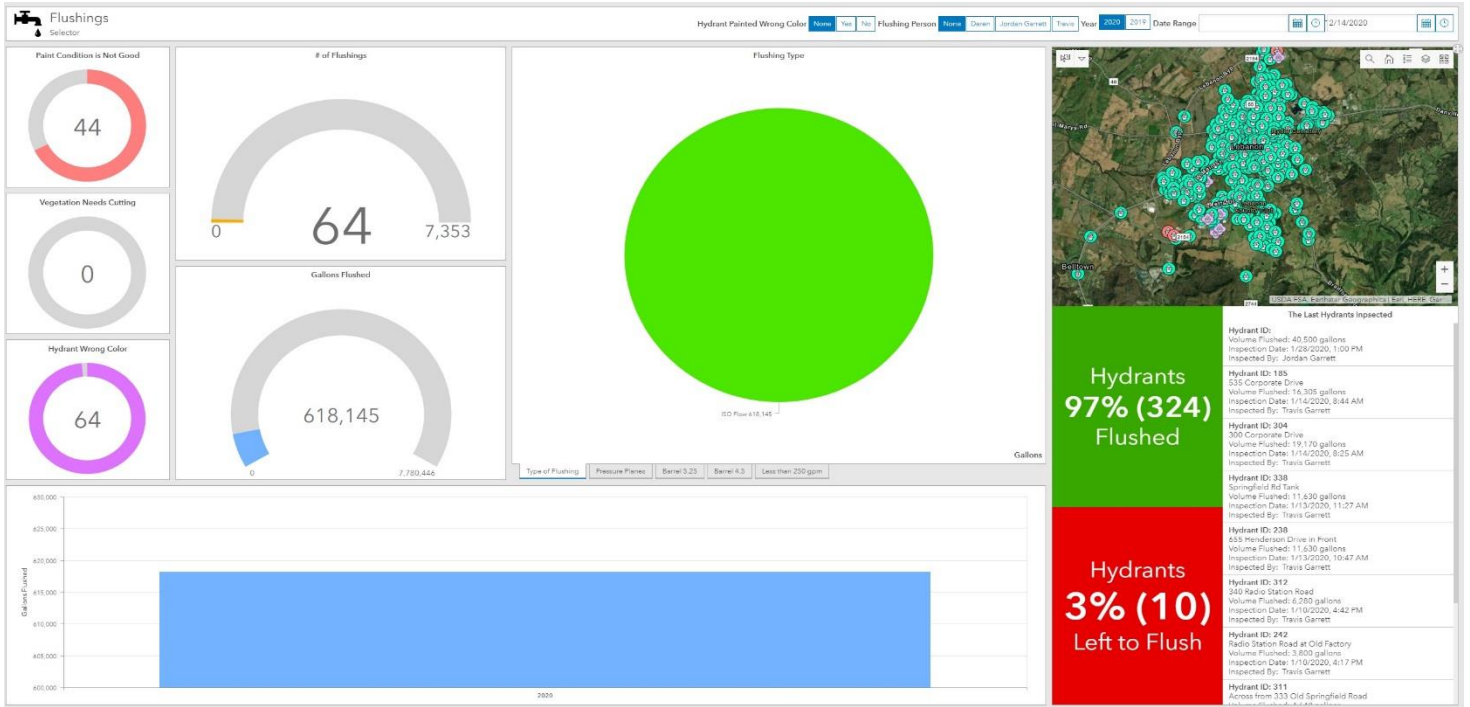 Flushings
Selector
Hydrant Painted Wrong Color None Yes No Flushing Person None Daren Jordan Garrett Travis Year 2020 2019 Date Range 12/14/2020
Paint Condition is Not Good
44
Vegetation Needs Cutting
0
Hydrant Wrong Color
64
# of Flushings
0
64
7,353
Gallons Flushed
618,145
0
7,780,446
Flushing Type
ISO Flow 618,145
Gallons
Type of Flushing Pressure Planes Barrel 5.25 Barrel 4.5 Less than 250 gpm
630,000
625,000
620,000
615,000
610,000
605,000
600,000
Gallons Flushed
2020
2154
Lebanon
Belltown
2744
USDA FSA, Earthstar Geographics | Esri, HERE, Gar...
Hydrants
97% (324)
Flushed
Hydrants
3% (10)
Left to Flush
The Last Hydrants Inpsected
Hydrant ID:
Volume Flushed: 40,500 gallons
Inspection Date: 1/28/2020, 1:00 PM
Inspected By: Jordan Garrett
Hydrant ID: 185
535 Corporate Drive
Volume Flushed: 16,305 gallons
Inspection Date: 1/14/2020, 8:44 AM
Inspected By: Travis Garrett
Hydrant ID: 304
300 Corporate Drive
Volume Flushed: 19,170 gallons
Inspection Date: 1/14/2020, 8:25 AM
Inspected By: Travis Garrett
Hydrant ID: 338
Springfield Rd Tank
Volume Flushed: 11,630 gallons
Inspection Date: 1/13/2020, 11:27 AM
Inspected By: Travis Garrett
Hydrant ID: 238
655 Henderson Drive in Front
Volume Flushed: 11,630 gallons
Inspection Date: 1/13/2020, 10:47 AM
Inspected By: Travis Garrett
Hydrant ID: 312
340 Radio Station Road
Volume Flushed: 6,280 gallons
Inspection Date: 1/10/2020, 4:42 PM
Inspected By: Travis Garrett
Hydrant ID: 242
Radio Station Road at Old Factory
Volume Flushed: 3,800 gallons
Inspection Date: 1/10/2020, 4:17 PM
Inspected By: Travis Garrett
Hydrant ID: 311
Across from 333 Old Springfield Road